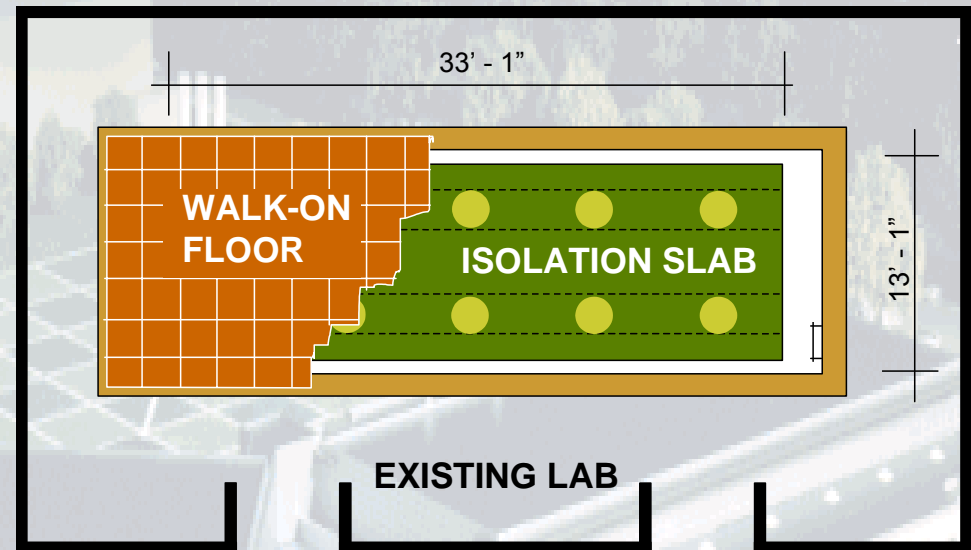 33’ - 1”
WALK-ON
FLOOR
ISOLATION SLAB
13’ - 1”
EXISTING LAB